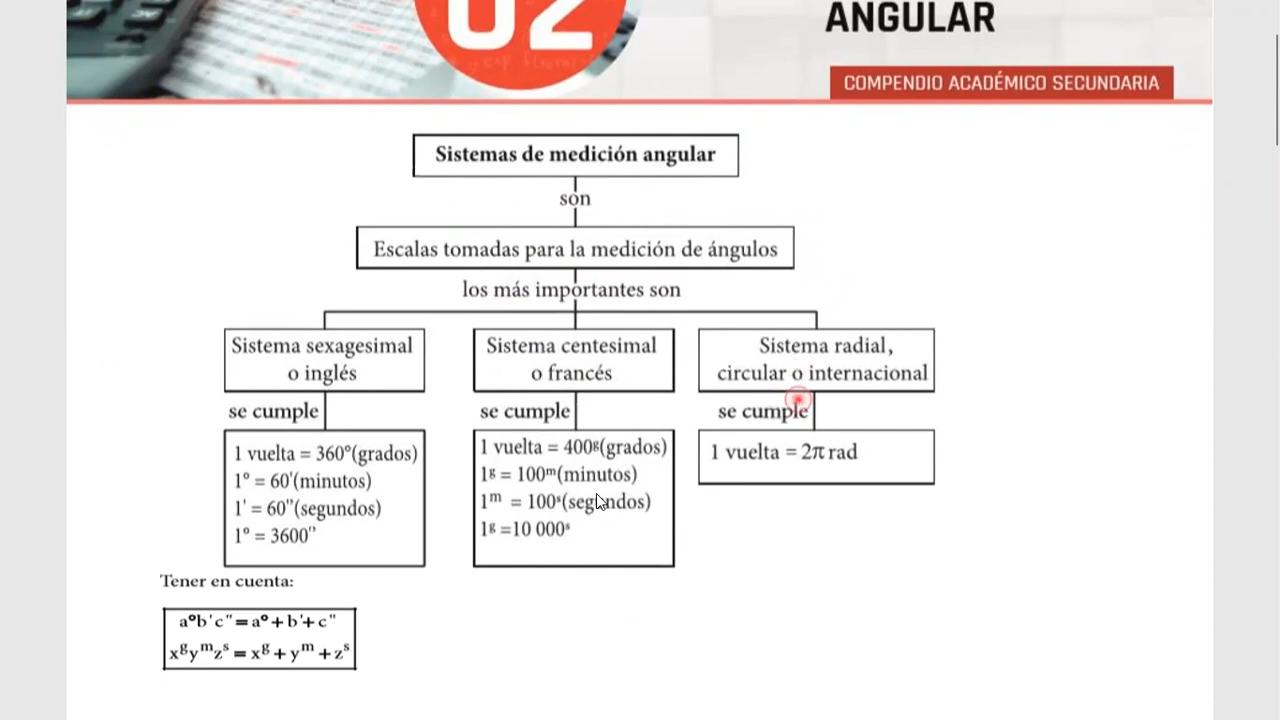 02
ANGULAR
COMPENDIO ACADÉMICO SECUNDARIA
Sistemas de medición angular
son
Escalas tomadas para la medición de ángulos
los más importantes son
Sistema sexagesimal
o inglés
se cumple
1 vuelta = 360°(grados)
1° = 60'(minutos)
1' = 60"(segundos)
1° = 3600"
Sistema centesimal
o francés
se cumple
1 vuelta = 400ᵍ(grados)
1ᵍ = 100ᵐ(minutos)
1ᵐ = 100ˢ(segundos)
1ᵍ =10 000ˢ
Sistema radial,
circular o internacional
se cumple
1 vuelta = 2π rad
Tener en cuenta:
a°b'c"=a°+b'+c"
xᵍyᵐzˢ = xᵍ+yᵐ+zˢ